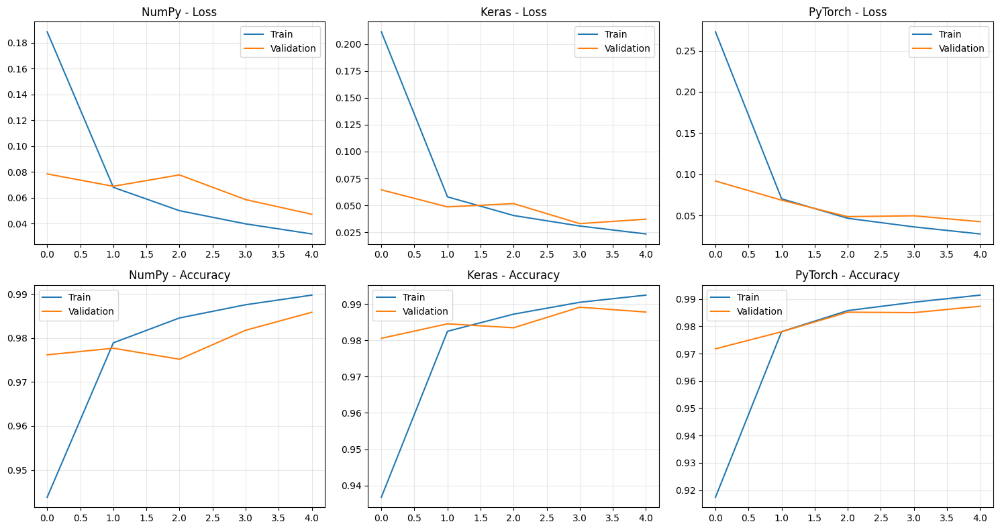 NumPy - Loss
Train
Validation
0.18
0.16
0.14
0.12
0.10
0.08
0.06
0.04
0.0 0.5 1.0 1.5 2.0 2.5 3.0 3.5 4.0
Keras - Loss
Train
Validation
0.200
0.175
0.150
0.125
0.100
0.075
0.050
0.025
0.0 0.5 1.0 1.5 2.0 2.5 3.0 3.5 4.0
PyTorch - Loss
Train
Validation
0.25
0.20
0.15
0.10
0.05
0.0 0.5 1.0 1.5 2.0 2.5 3.0 3.5 4.0
NumPy - Accuracy
Train
Validation
0.99
0.98
0.97
0.96
0.95
0.0 0.5 1.0 1.5 2.0 2.5 3.0 3.5 4.0
Keras - Accuracy
Train
Validation
0.99
0.98
0.97
0.96
0.95
0.94
0.0 0.5 1.0 1.5 2.0 2.5 3.0 3.5 4.0
PyTorch - Accuracy
Train
Validation
0.99
0.98
0.97
0.96
0.95
0.94
0.93
0.92
0.0 0.5 1.0 1.5 2.0 2.5 3.0 3.5 4.0